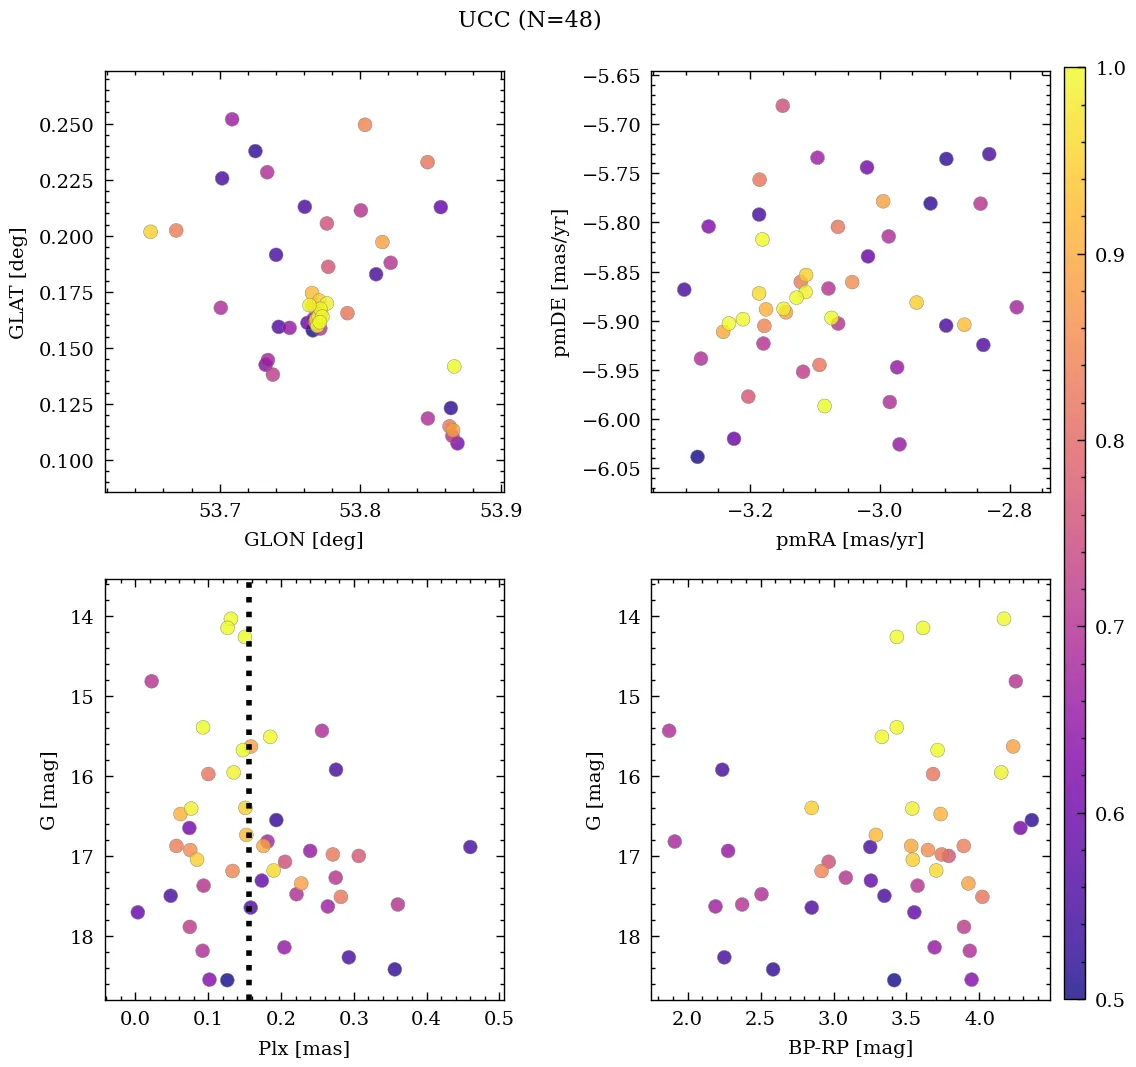 UCC (N=48)
0.250
0.225
0.200
0.175
0.150
0.125
0.100
GLAT [deg]
53.7 53.8 53.9
GLON [deg]
−5.65
−5.70
−5.75
−5.80
−5.85
−5.90
−5.95
−6.00
−6.05
pmDE [mas/yr]
−3.2 −3.0 −2.8
pmRA [mas/yr]
14
15
16
17
18
G [mag]
0.0 0.1 0.2 0.3 0.4 0.5
Plx [mas]
14
15
16
17
18
G [mag]
2.0 2.5 3.0 3.5 4.0
BP-RP [mag]
1.0
0.9
0.8
0.7
0.6
0.5